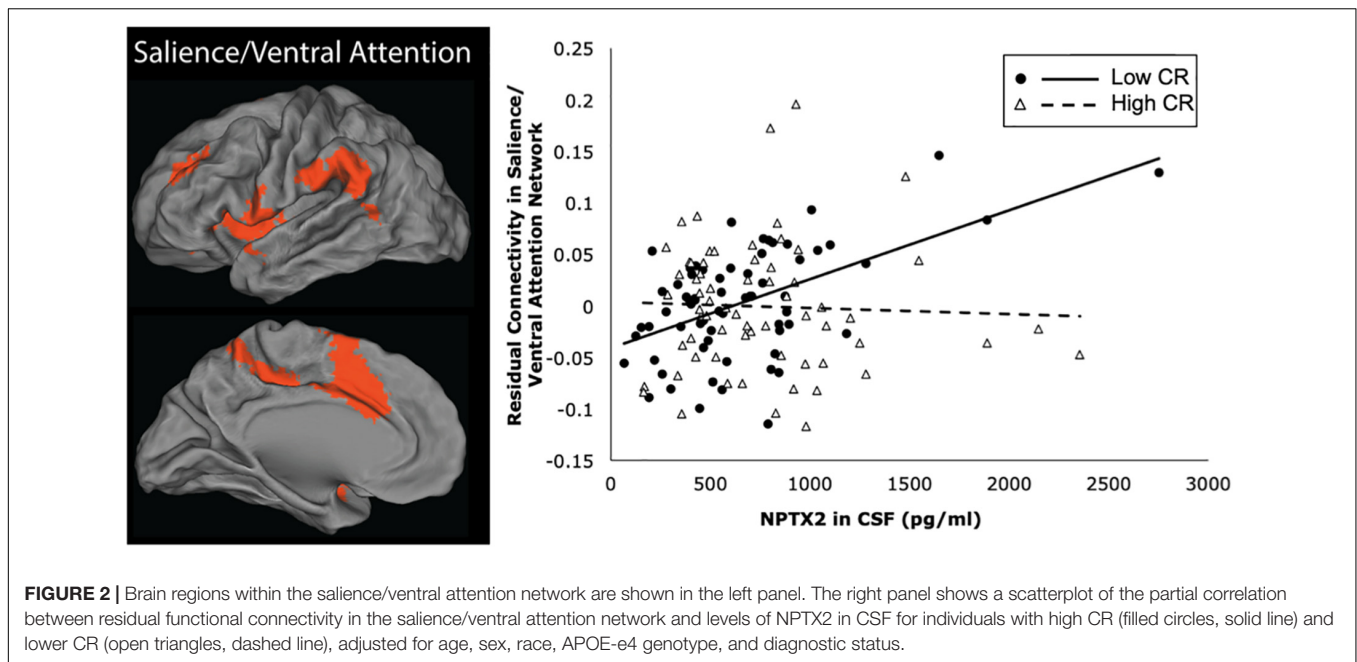 Salience/Ventral Attention
Residual Connectivity in Salience/
Ventral Attention Network
0.25
0.2
0.15
0.1
0.05
0
-0.05
-0.1
-0.15
Low CR
High CR
0 500 1000 1500 2000 2500 3000
NPTX2 in CSF (pg/ml)
FIGURE 2 | Brain regions within the salience/ventral attention network are shown in the left panel. The right panel shows a scatterplot of the partial correlation
between residual functional connectivity in the salience/ventral attention network and levels of NPTX2 in CSF for individuals with high CR (filled circles, solid line) and
lower CR (open triangles, dashed line), adjusted for age, sex, race, APOE-e4 genotype, and diagnostic status.